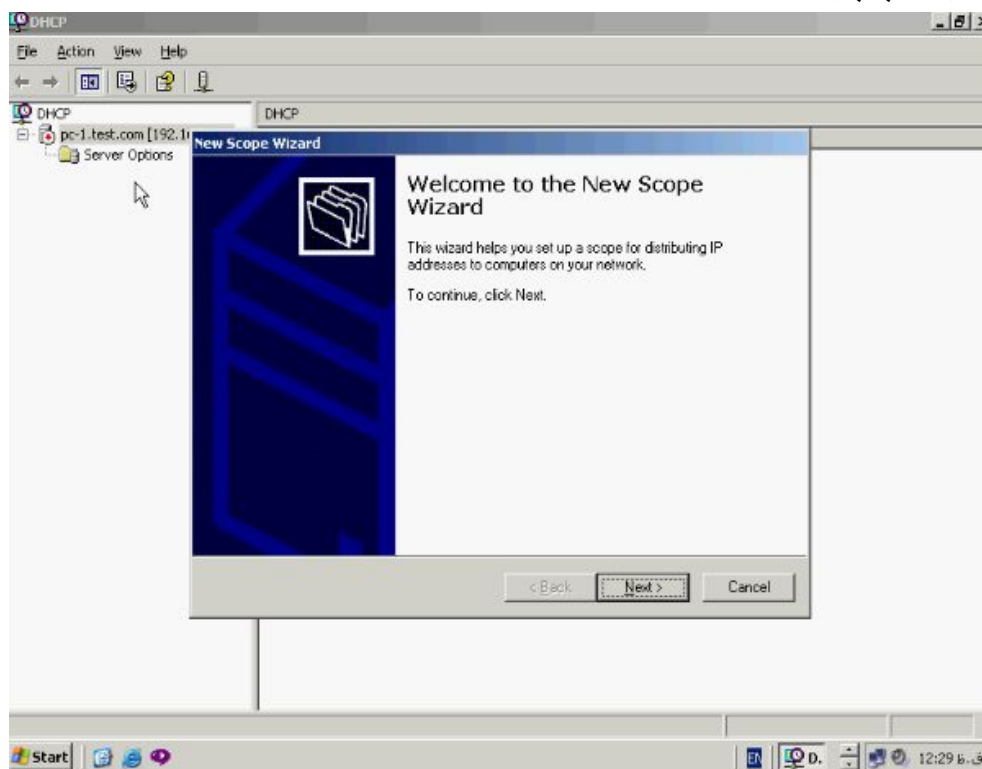 DHCP
File Action View Help
DHCP
DHCP
pc-1.test.com [192.1
Server Options
New Scope Wizard
Welcome to the New Scope
Wizard
This wizard helps you set up a scope for distributing IP
addresses to computers on your network.
To continue, click Next.
< Back
Next >
Cancel
Start
EN
D.
12:29 ق.ظ